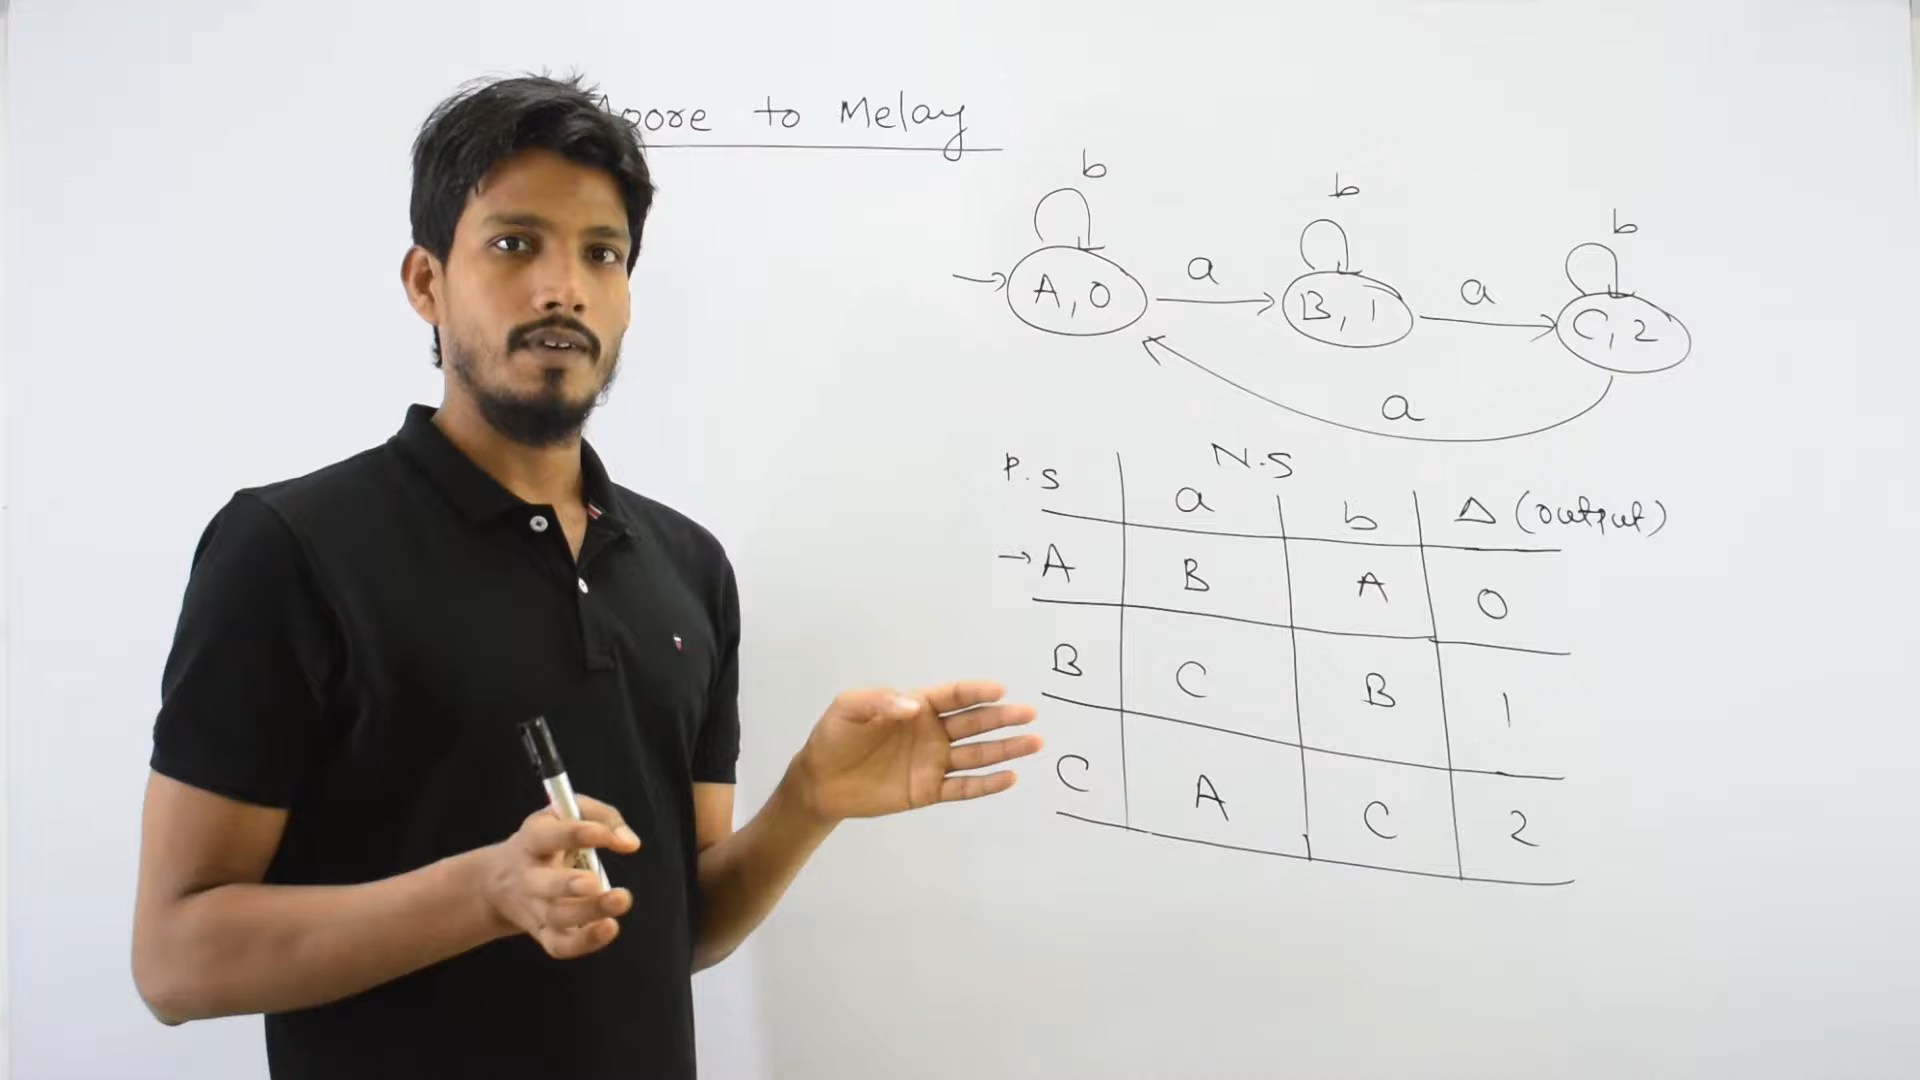 Moore to Melay
b
b
b
A,0 a B,1 a C,2
a
P.S N.S
a b Δ (output)
→A B A 0
B C B 1
C A C 2